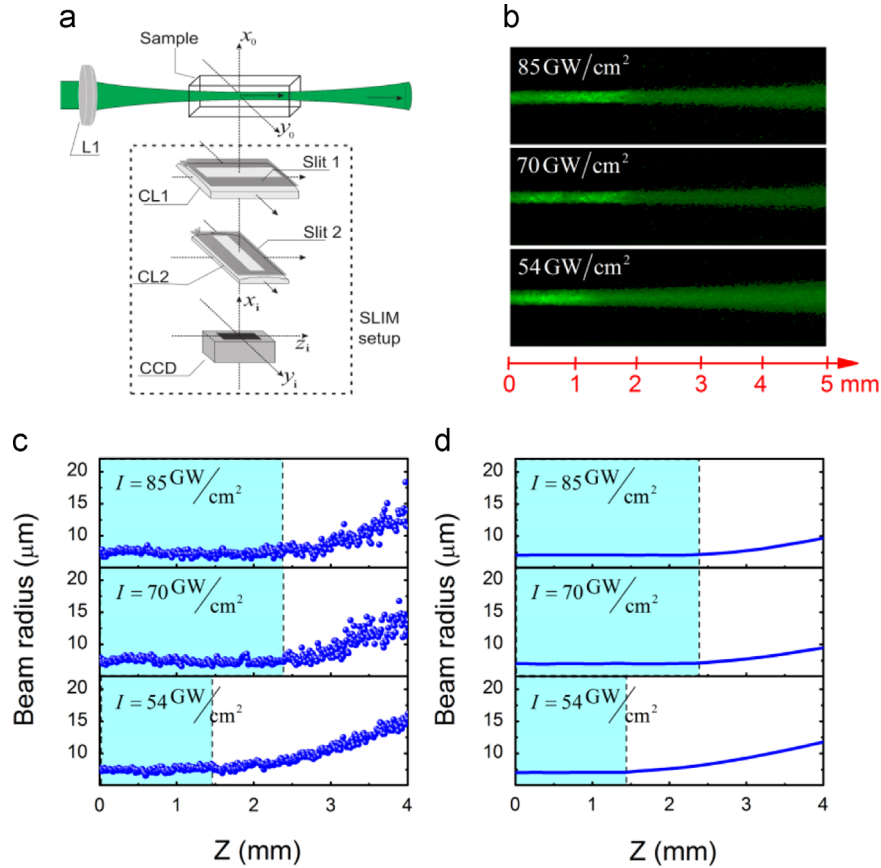 a
Sample
x₀
y₀
L1
Slit 1
CL1
Slit 2
CL2
xᵢ
SLIM
setup
zᵢ
CCD
yᵢ
b
85 GW/cm²
70 GW/cm²
54 GW/cm²
0 1 2 3 4 5 mm
c
Beam radius (μm)
20
15
10
I = 85 GW/cm²
20
15
10
I = 70 GW/cm²
20
15
10
I = 54 GW/cm²
0 1 2 3 4
Z (mm)
d
Beam radius (μm)
20
15
10
I = 85 GW/cm²
20
15
10
I = 70 GW/cm²
20
15
10
I = 54 GW/cm²
0 1 2 3 4
Z (mm)